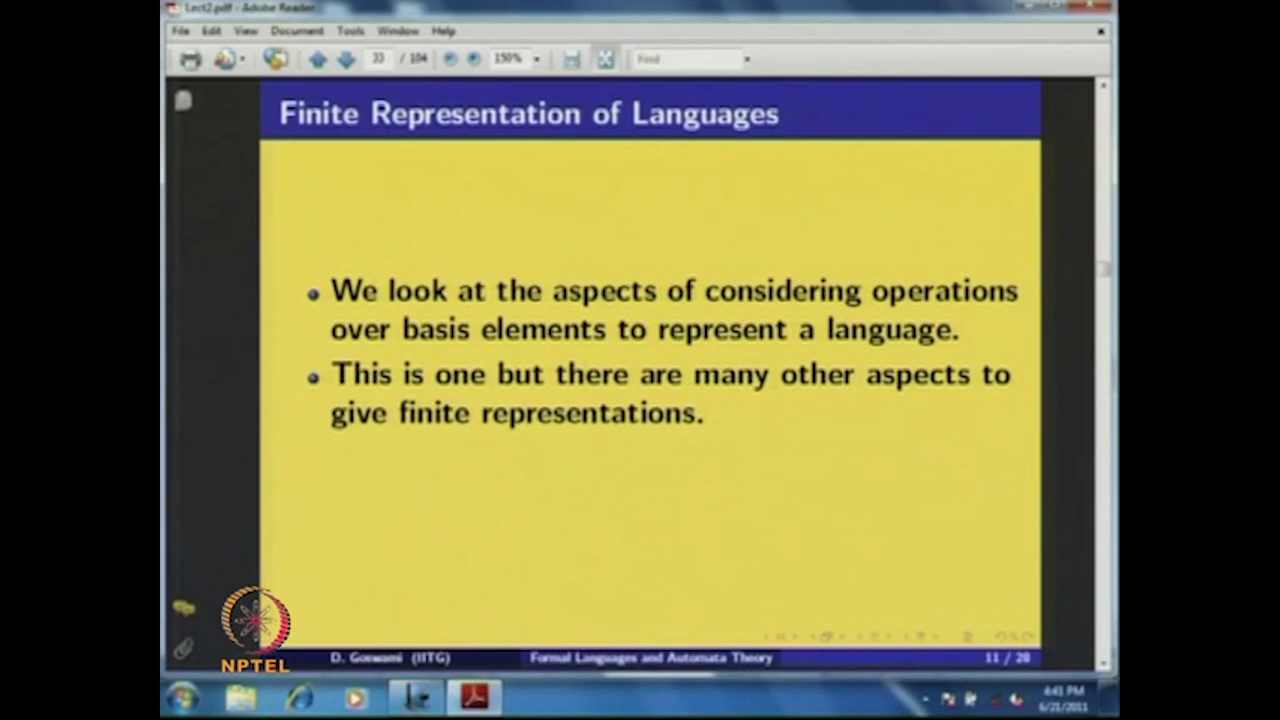 Lect2.pdf - Adobe Reader
File Edit View Document Tools Window Help
33 / 104 150% Find
Finite Representation of Languages
We look at the aspects of considering operations
over basis elements to represent a language.
This is one but there are many other aspects to
give finite representations.
D. Goswami (IITG) Formal Languages and Automata Theory 11 / 20
NPTEL
4:41 PM
6/21/2011